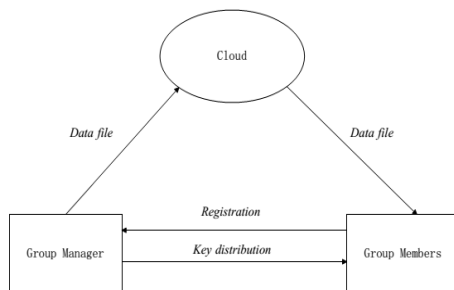 Cloud
Data file
Data file
Registration
Group Manager
Key distribution
Group Members